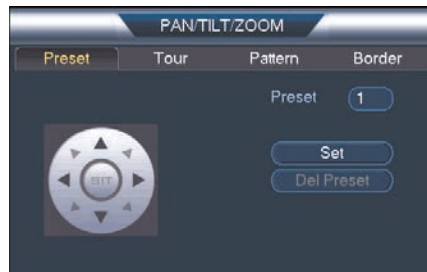 PAN/TILT/ZOOM
Preset Tour Pattern Border
Preset 1
SIT
Set
Del Preset